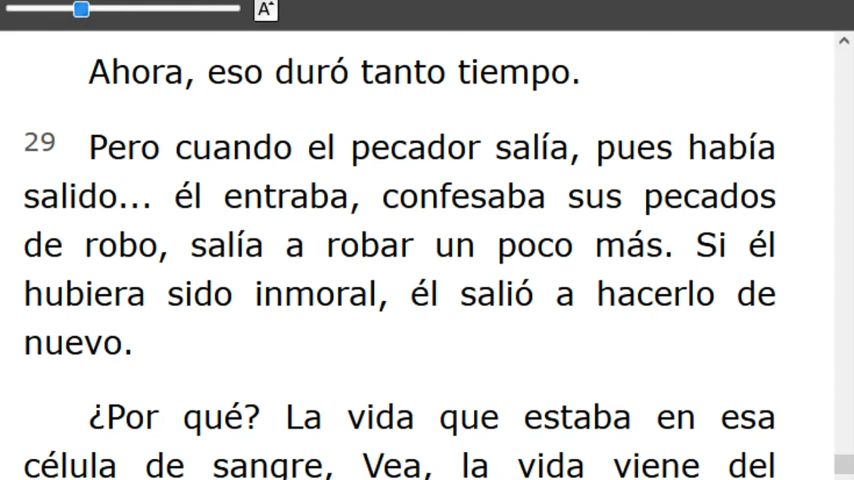 A
Ahora, eso duró tanto tiempo.
29 Pero cuando el pecador salía, pues había
salido... él entraba, confesaba sus pecados
de robo, salía a robar un poco más. Si él
hubiera sido inmoral, él salió a hacerlo de
nuevo.
¿Por qué? La vida que estaba en esa
célula de sangre, Vea, la vida viene del